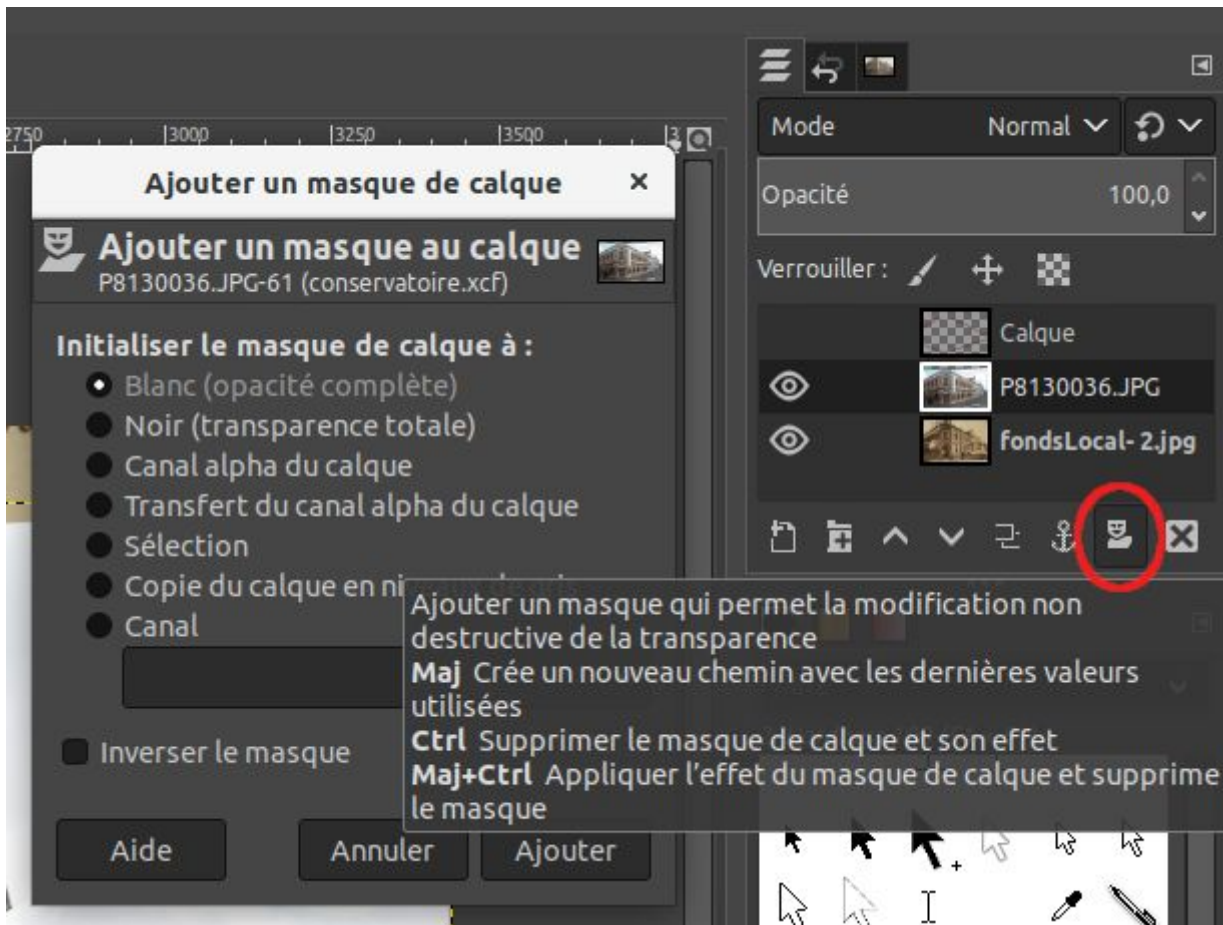 2750 3000 3250 3500 3
Ajouter un masque de calque ×
Ajouter un masque au calque
P8130036.JPG-61 (conservatoire.xcf)
Initialiser le masque de calque à :
Blanc (opacité complète)
Noir (transparence totale)
Canal alpha du calque
Transfert du canal alpha du calque
Sélection
Copie du calque en
Canal
Inverser le masque
Aide
Annuler
Ajouter
Mode Normal
Opacité 100,0
Verrouiller :
Calque
P8130036.JPG
fondsLocal- 2.jpg
Ajouter un masque qui permet la modification non
destructive de la transparence
Maj Crée un nouveau chemin avec les dernières valeurs
utilisées
Ctrl Supprimer le masque de calque et son effet
Maj+Ctrl Appliquer l'effet du masque de calque et supprime
le masque